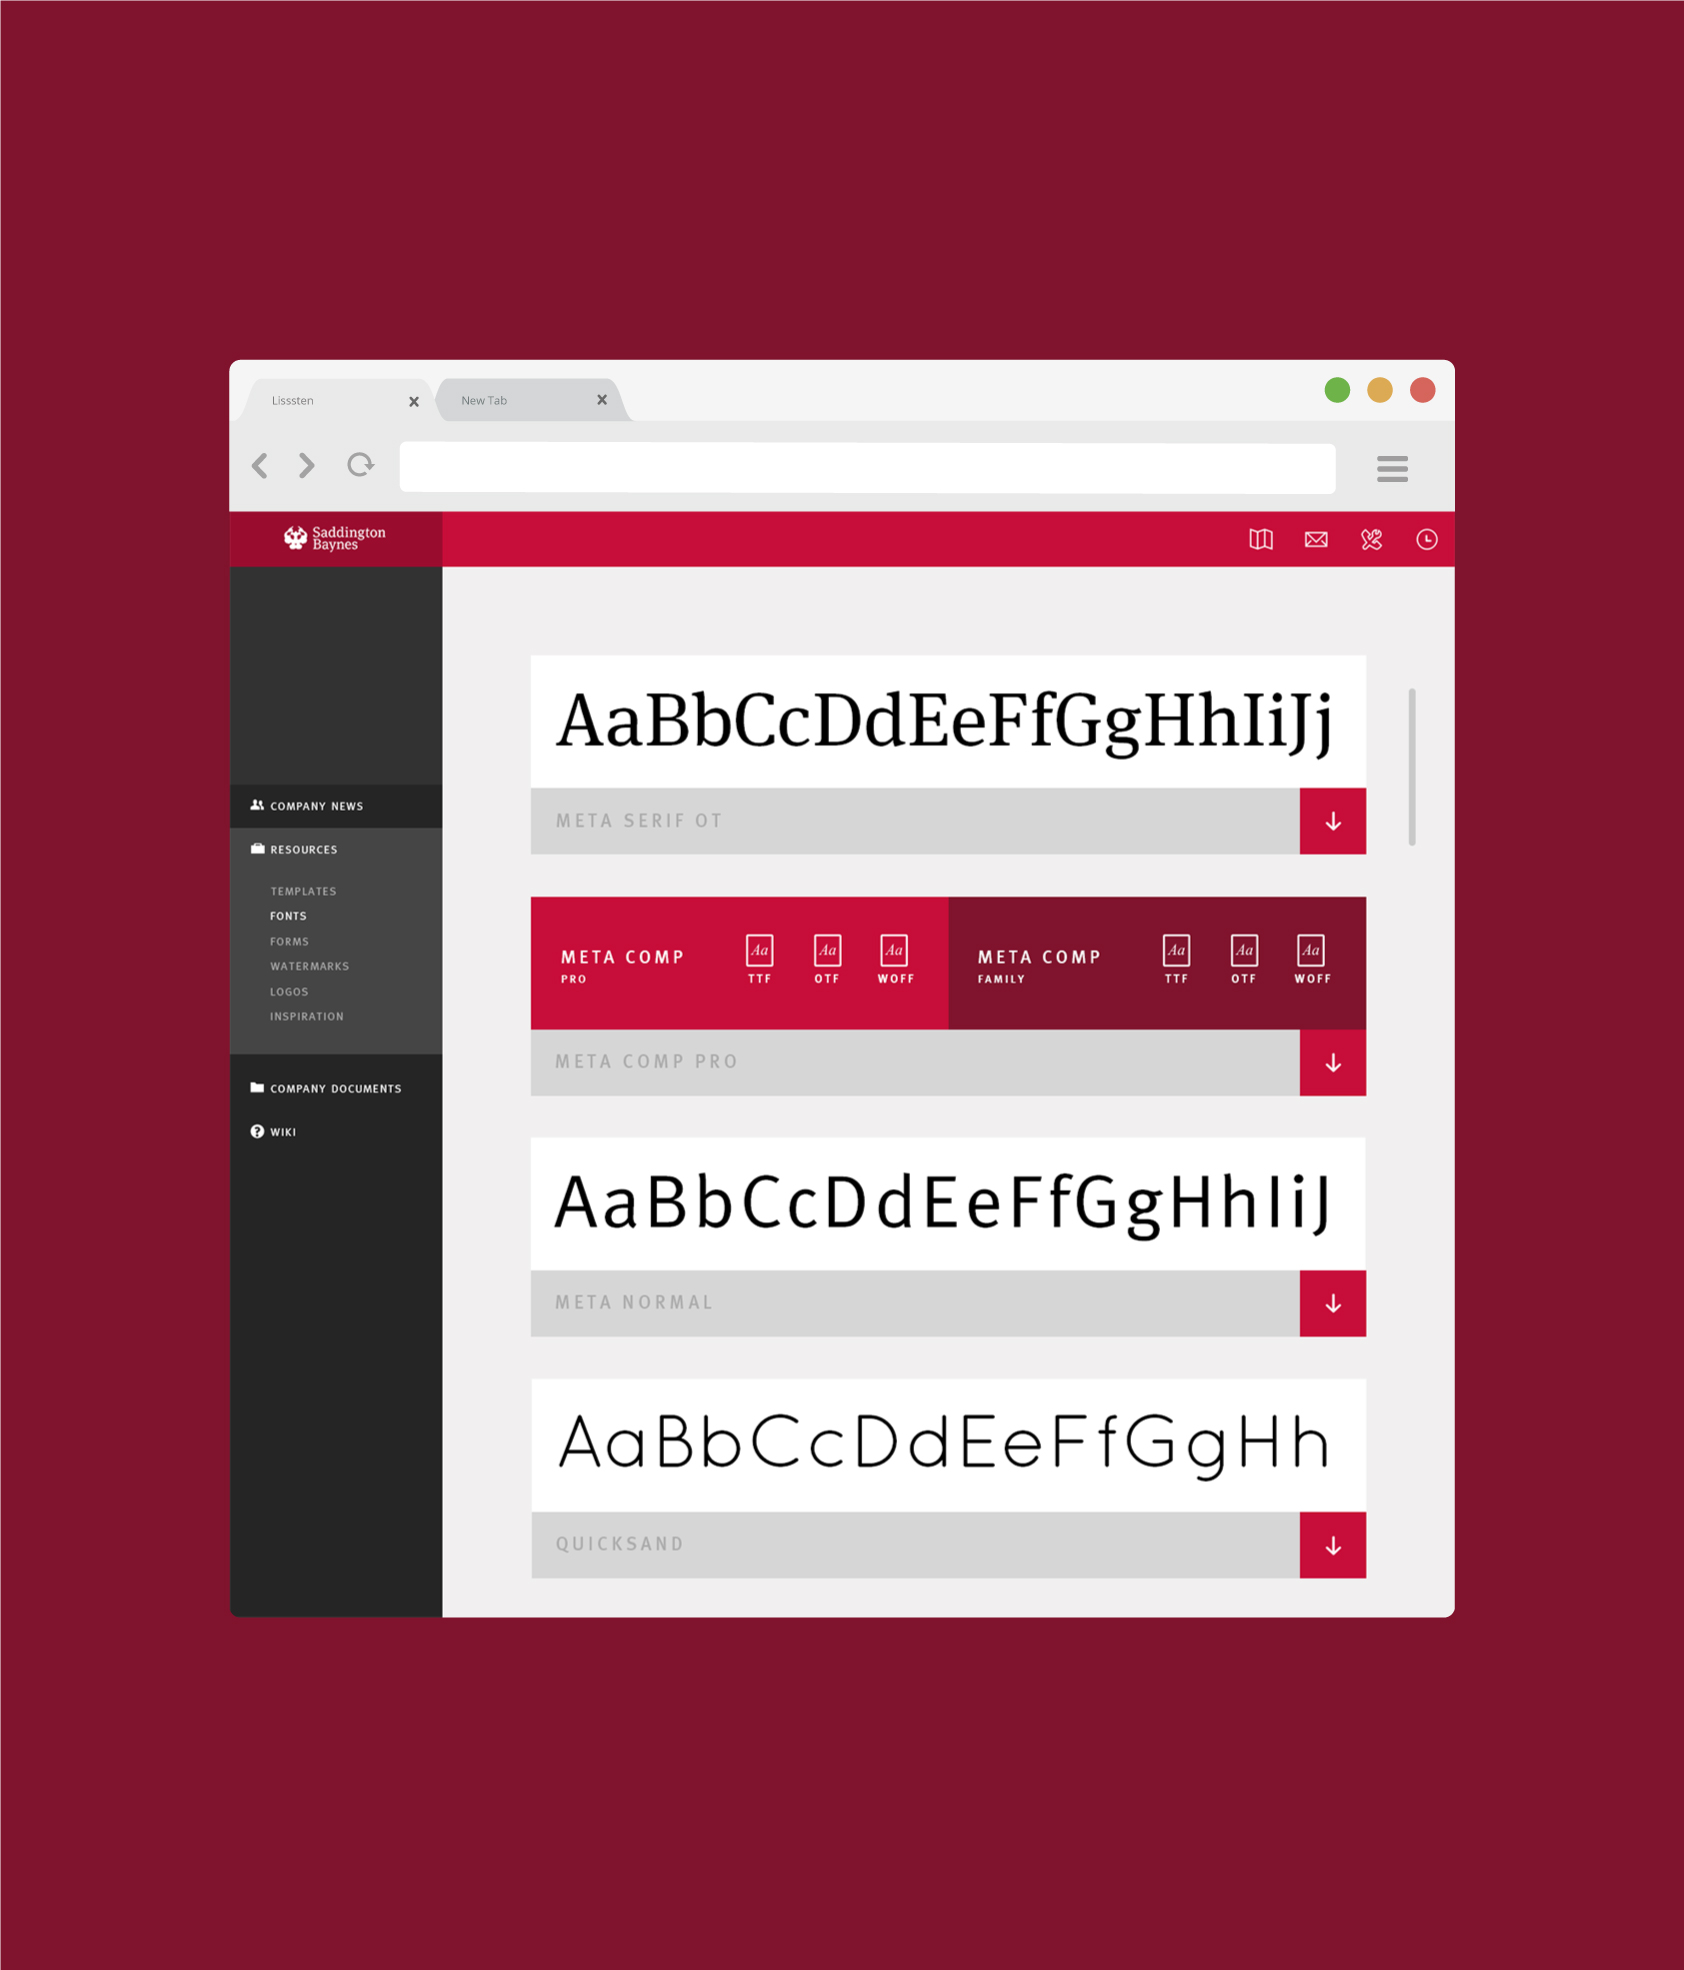 Lisssten
New Tab
Saddington
Baynes
COMPANY NEWS
RESOURCES
TEMPLATES
FONTS
FORMS
WATERMARKS
LOGOS
INSPIRATION
COMPANY DOCUMENTS
WIKI
AaBbCcDdEeFfGgHhIiJj
META SERIF OT
META COMP
PRO
Aa Aa Aa
TTF OTF WOFF
META COMP
FAMILY
Aa Aa Aa
TTF OTF WOFF
META COMP PRO
AaBbCcDdEeFfGgHhIiJ
META NORMAL
AaBbCcDdEeFfGgHh
QUICKSAND